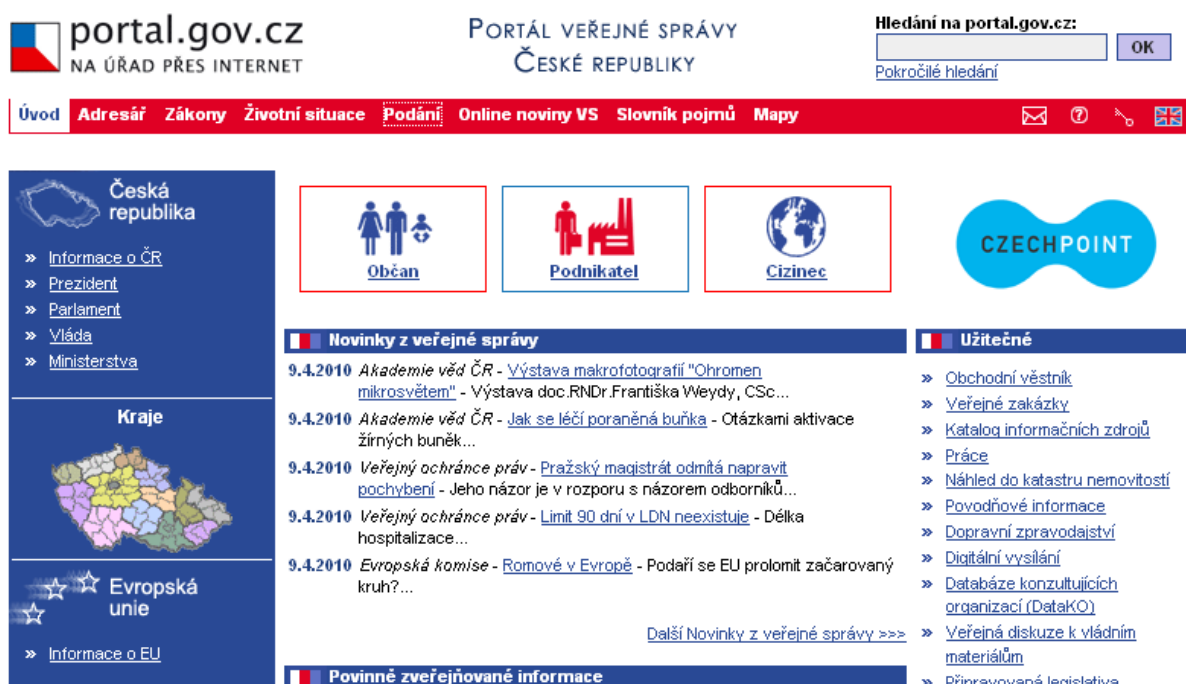 portal.gov.cz
NA ÚŘAD PŘES INTERNET
PORTÁL VEŘEJNÉ SPRÁVY
ČESKÉ REPUBLIKY
Hledání na portal.gov.cz:
OK
Pokročilé hledání
Úvod Adresář Zákony Životní situace Podání Online noviny VS Slovník pojmů Mapy
Česká
republika
» Informace o ČR
» Prezident
» Parlament
» Vláda
» Ministerstva
Kraje
Evropská
unie
» Informace o EU
Občan
Podnikatel
Cizinec
CZECHPOINT
Novinky z veřejné správy
9.4.2010 Akademie věd ČR - Výstava makrofotografií "Ohromen
mikrosvětem" - Výstava doc.RNDr.Františka Weydy, CSc...
9.4.2010 Akademie věd ČR - Jak se léčí poraněná buňka - Otázkami aktivace
žírných buněk...
9.4.2010 Veřejný ochránce práv - Pražský magistrát odmítá napravit
pochybení - Jeho názor je v rozporu s názorem odborníků...
9.4.2010 Veřejný ochránce práv - Limit 90 dní v LDN neexistuje - Délka
hospitalizace...
9.4.2010 Evropská komise - Romové v Evropě - Podaří se EU prolomit začarovaný
kruh?...
Další Novinky z veřejné správy >>>
Povinně zveřejňované informace
Užitečné
» Obchodní věstník
» Veřejné zakázky
» Katalog informačních zdrojů
» Práce
» Náhled do katastru nemovitostí
» Povodňové informace
» Dopravní zpravodajství
» Digitální vysílání
» Databáze konzultujících
organizací (DataKO)
» Veřejná diskuze k vládním
materiálům
» Připravovaná legislativa